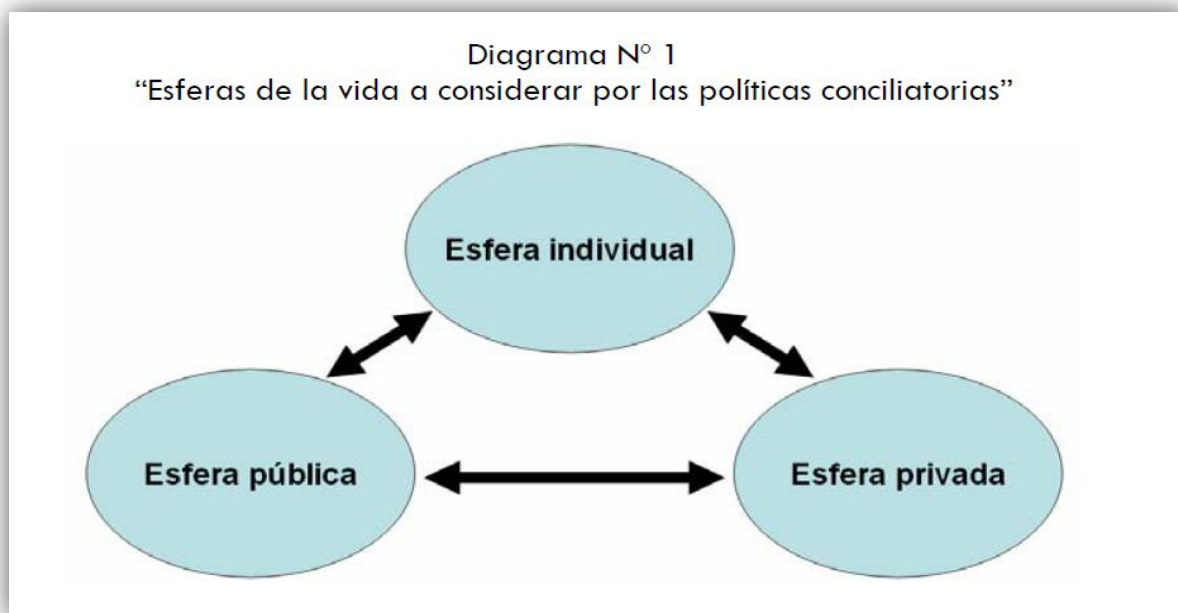 Diagrama N° 1
“Esferas de la vida a considerar por las políticas conciliatorias”
Esfera individual
Esfera pública
Esfera privada